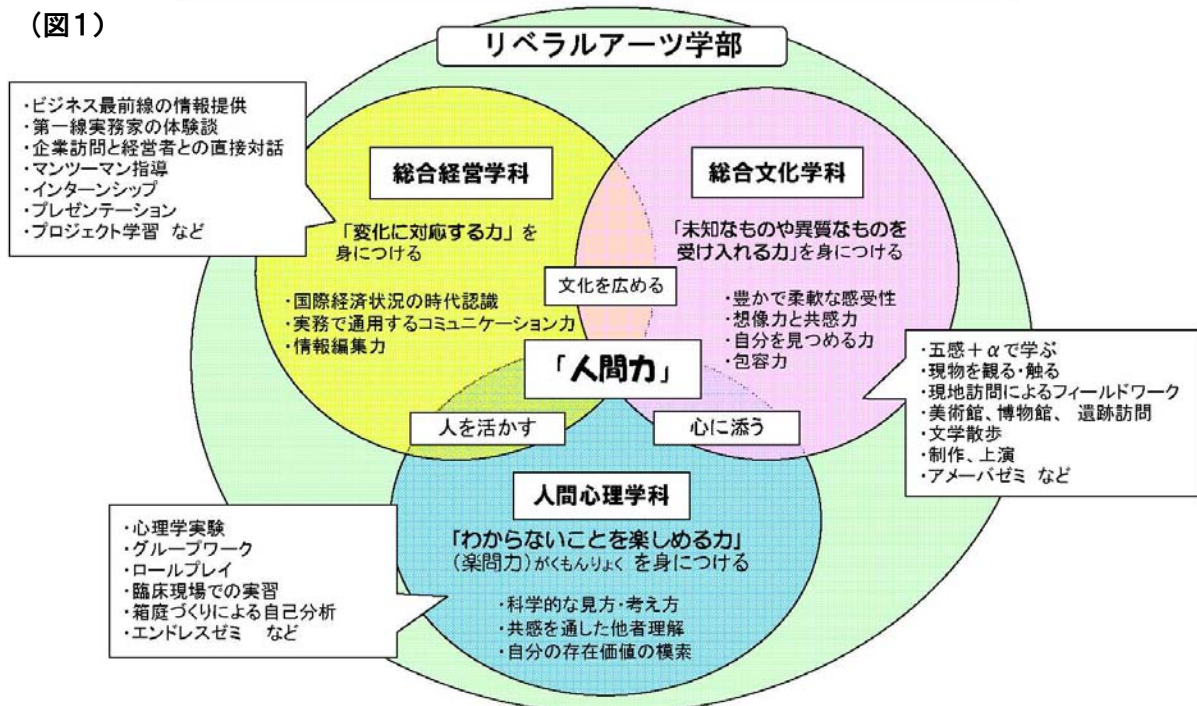 (図1)
リベラルアーツ学部
・ビジネス最前線の情報提供
・第一線実務家の体験談
・企業訪問と経営者との直接対話
・マンツーマン指導
・インターンシップ
・プレゼンテーション
・プロジェクト学習 など
総合経営学科
「変化に対応する力」を
身につける
・国際経済状況の時代認識
・実務で通用するコミュニケーション力
・情報編集力
総合文化学科
「未知なものや異質なものを
受け入れる力」を身につける
・豊かで柔軟な感受性
・想像力と共感力
・自分を見つめる力
・包容力
・五感+αで学ぶ
・現物を観る・触る
・現地訪問によるフィールドワーク
・美術館、博物館、 遺跡訪問
・文学散歩
・制作、上演
・アメーバゼミ など
文化を広める
「人間力」
人を活かす
心に添う
人間心理学科
「わからないことを楽しめる力」
(楽問力)がくもんりょく を身につける
・科学的な見方・考え方
・共感を通した他者理解
・自分の存在価値の模索
・心理学実験
・グループワーク
・ロールプレイ
・臨床現場での実習
・箱庭づくりによる自己分析
・エンドレスゼミ など